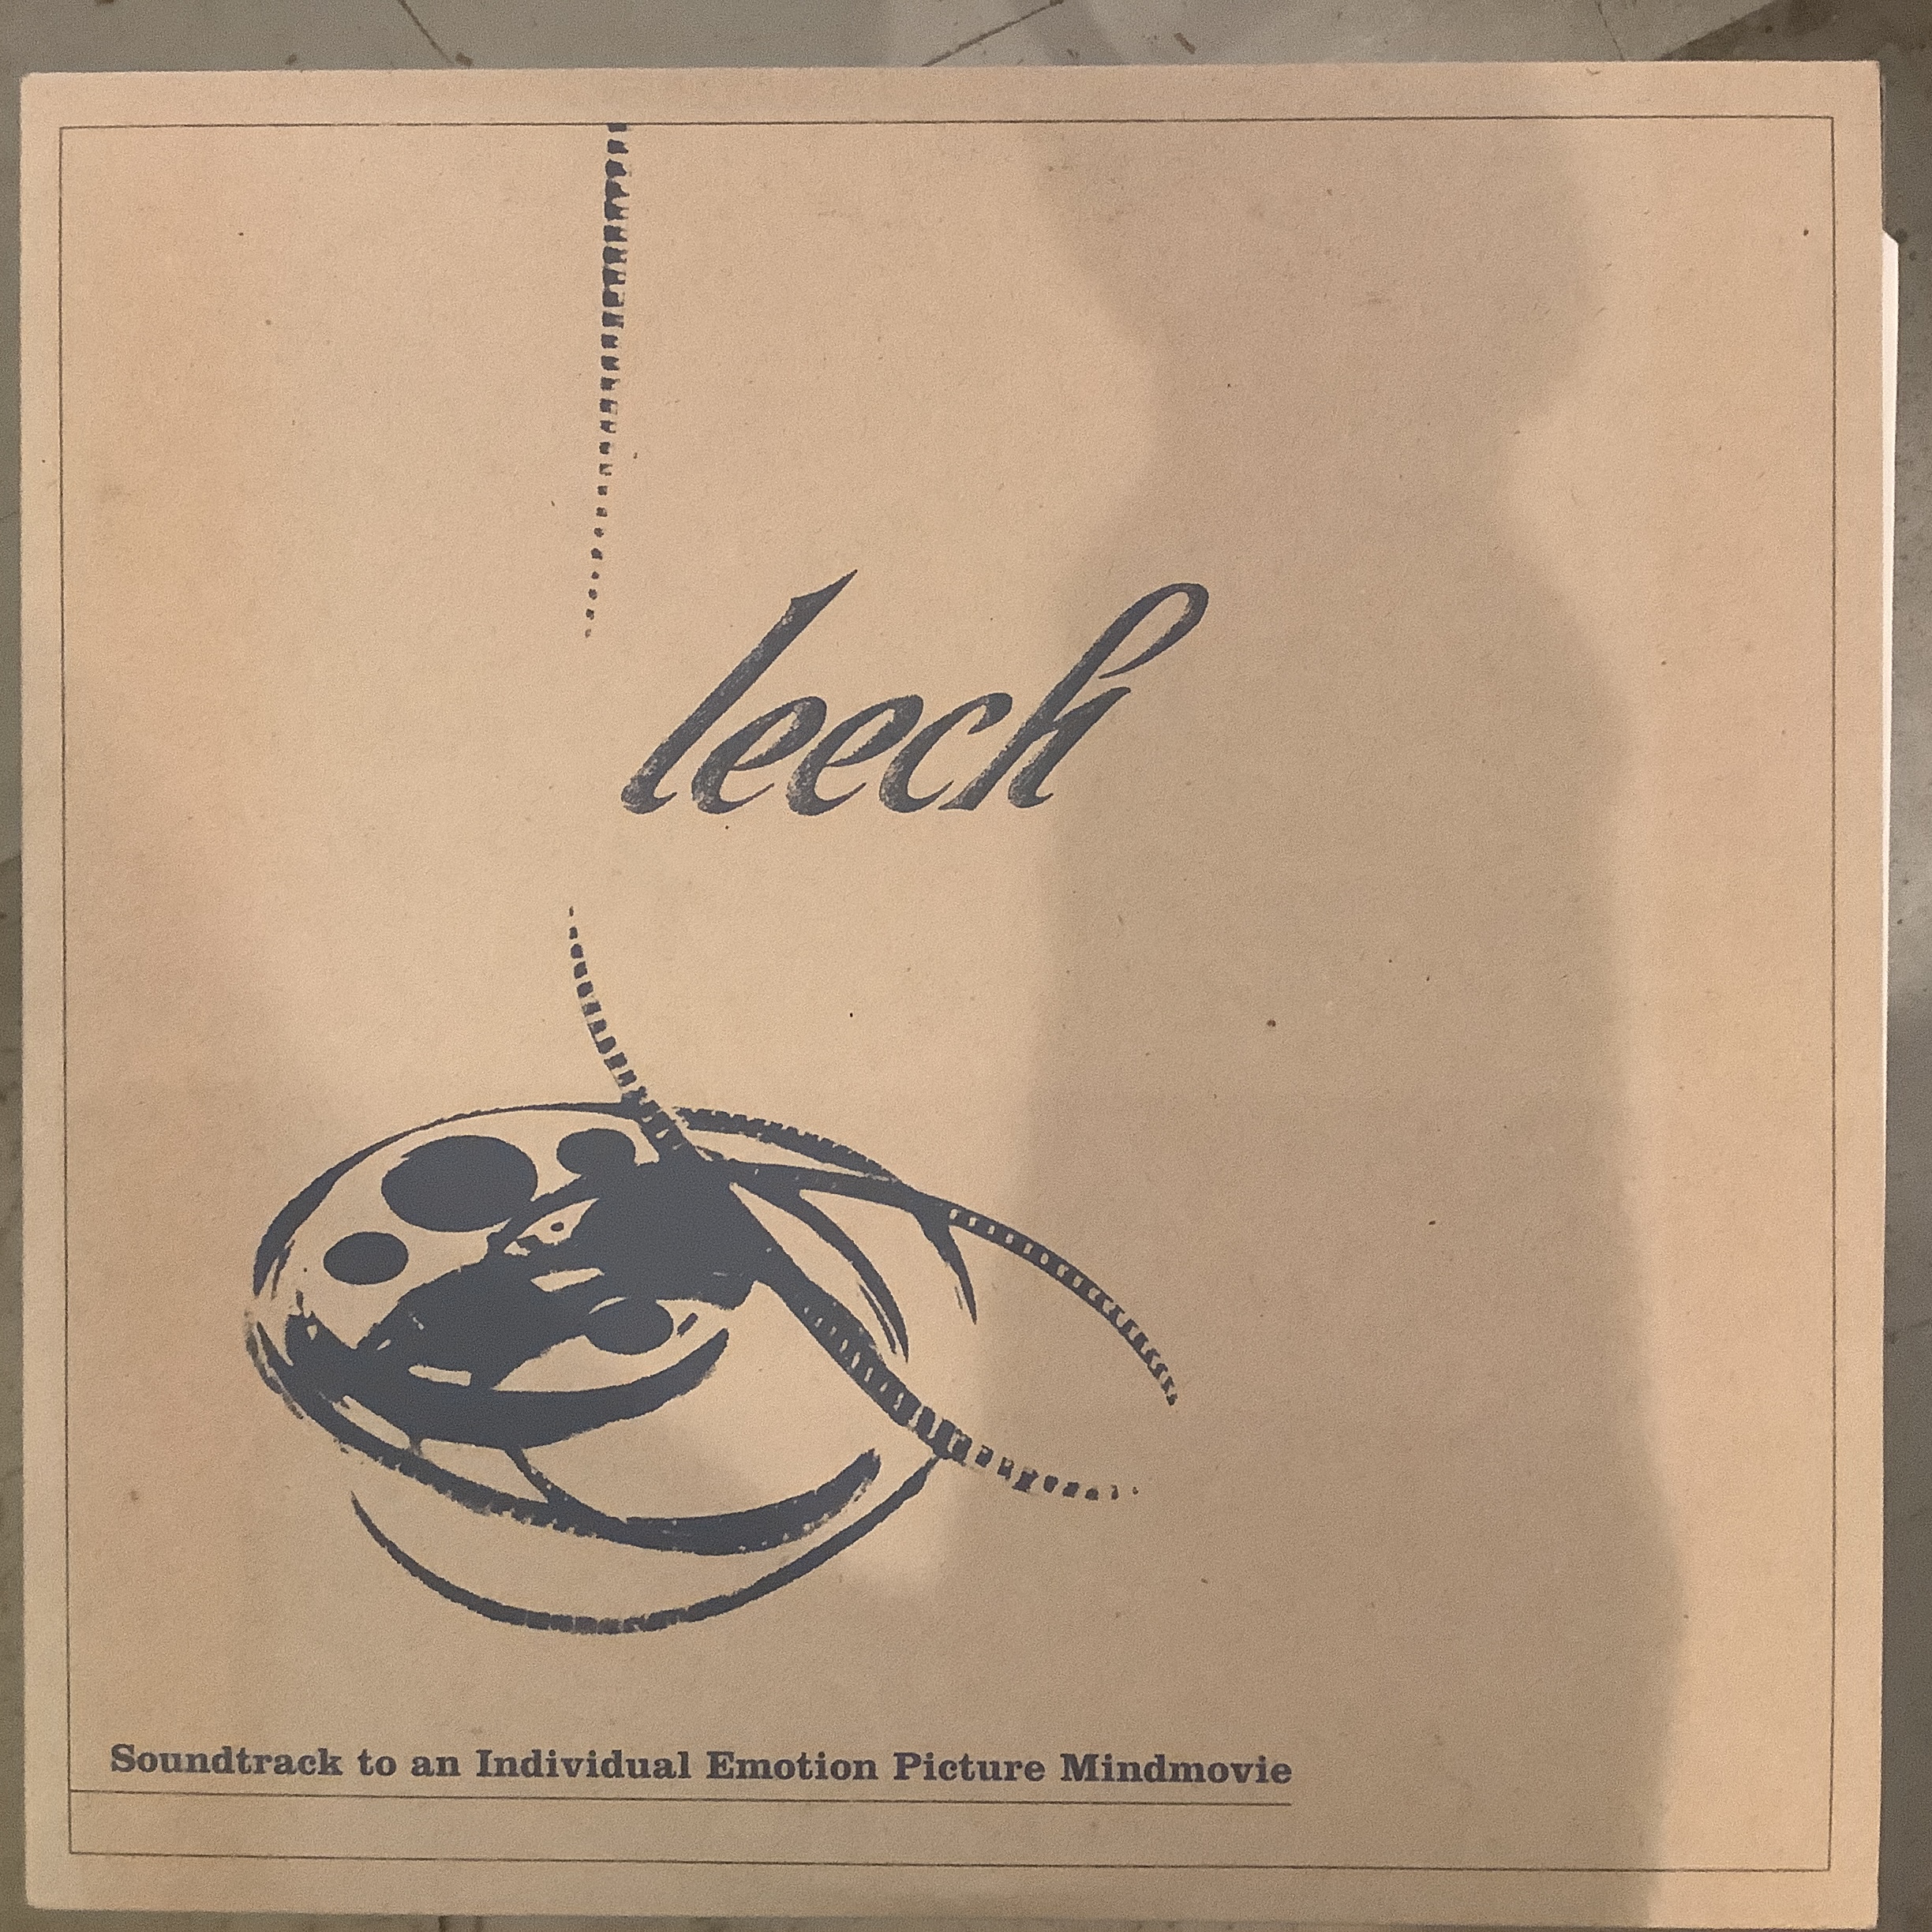 leech
Soundtrack to an Individual Emotion Picture Mindmovie